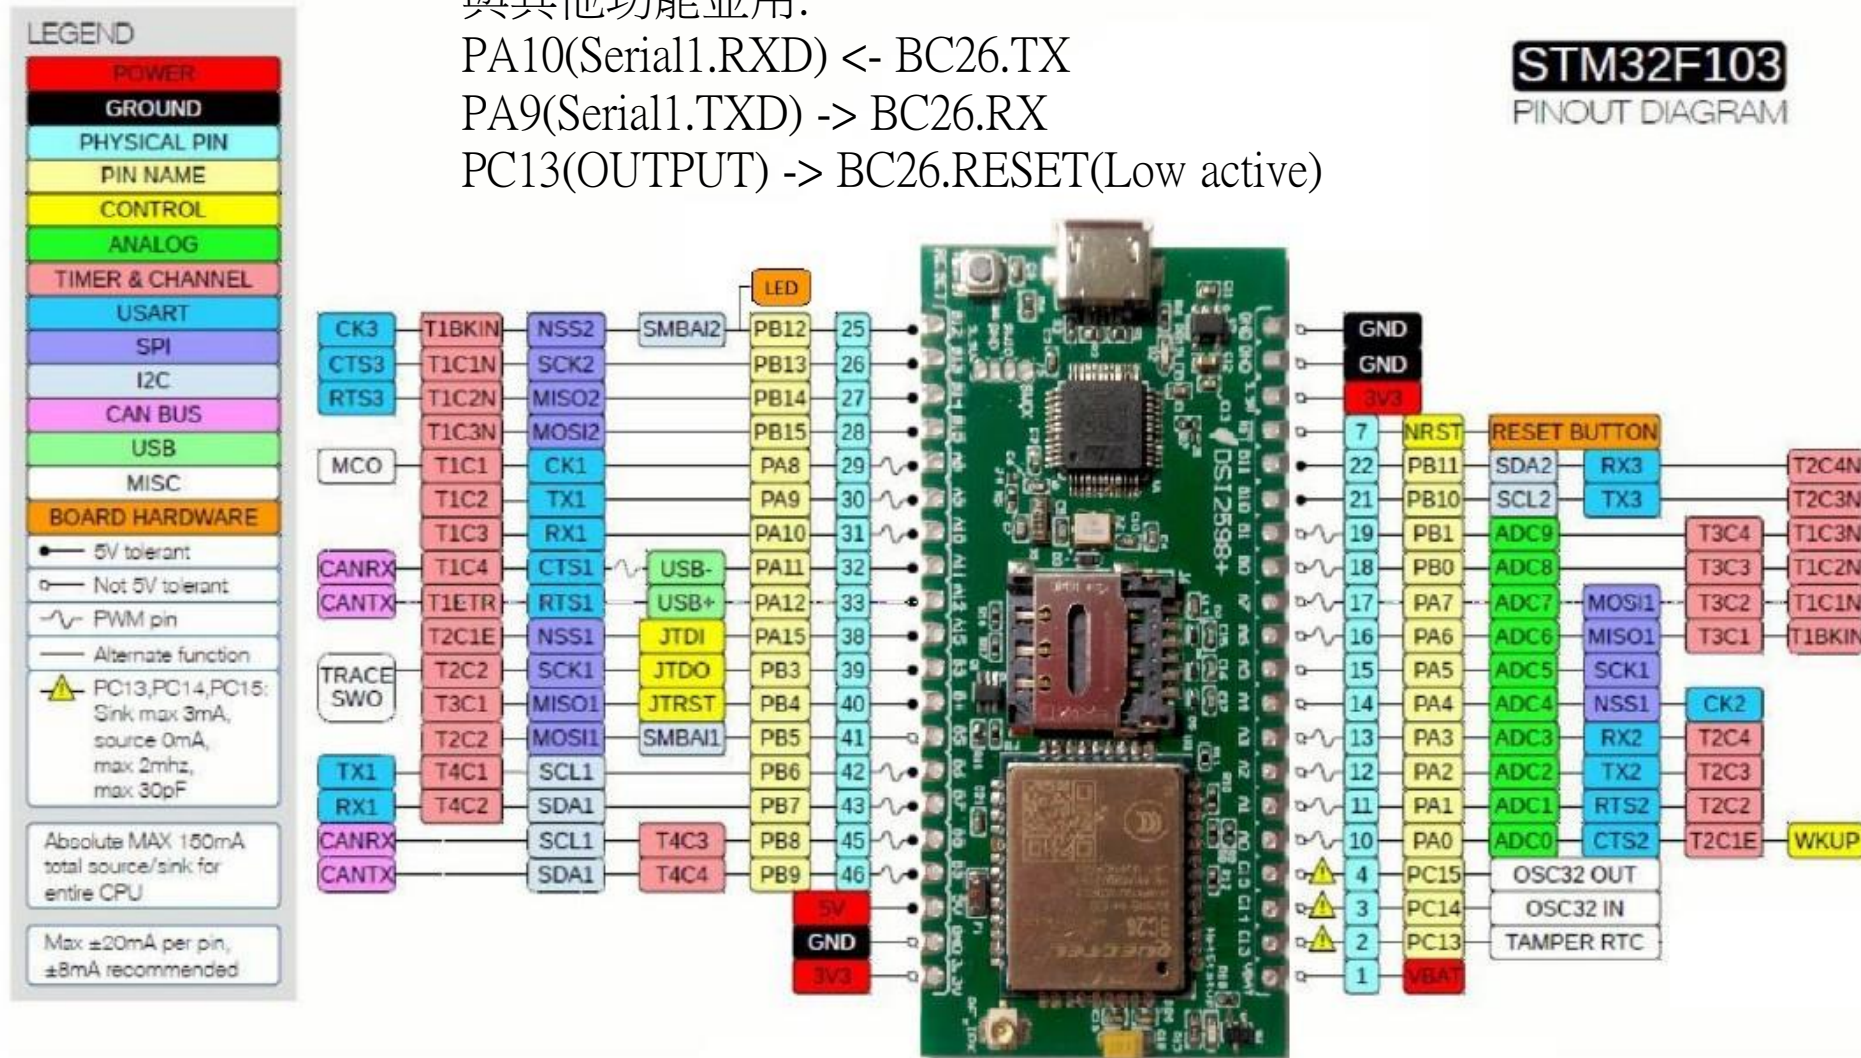 與其他功能並用:
PA10(Serial1.RXD) <- BC26.TX
PA9(Serial1.TXD) -> BC26.RX
PC13(OUTPUT) -> BC26.RESET(Low active)
STM32F103
PINOUT DIAGRAM
LEGEND
POWER
GROUND
PHYSICAL PIN
PIN NAME
CONTROL
ANALOG
TIMER & CHANNEL
USART
SPI
I2C
CAN BUS
USB
MISC
BOARD HARDWARE
5V tolerant
Not 5V tolerant
PWM pin
Alternate function
PC13,PC14,PC15:
Sink max 3mA,
source 0mA,
max 2mhz,
max 30pF
Absolute MAX 150mA
total source/sink for
entire CPU
Max ±20mA per pin,
±8mA recommended
LED
CK3 T1BKIN NSS2 SMBAI2 PB12 25
CTS3 T1C1N SCK2 PB13 26
RTS3 T1C2N MISO2 PB14 27
T1C3N MOSI2 PB15 28
MCO T1C1 CK1 PA8 29
T1C2 TX1 PA9 30
T1C3 RX1 PA10 31
CANRX T1C4 CTS1 USB- PA11 32
CANTX T1ETR RTS1 USB+ PA12 33
T2C1E NSS1 JTDI PA15 38
TRACE SWO T2C2 SCK1 JTDO PB3 39
T3C1 MISO1 JTRST PB4 40
T2C2 MOSI1 SMBAI1 PB5 41
TX1 T4C1 SCL1 PB6 42
RX1 T4C2 SDA1 PB7 43
CANRX SCL1 T4C3 PB8 45
CANTX SDA1 T4C4 PB9 46
5V
GND
3V3
DSI2598+
BC26
QUECTEL
GND
GND
3V3
7 NRST RESET BUTTON
22 PB11 SDA2 RX3 T2C4N
21 PB10 SCL2 TX3 T2C3N
19 PB1 ADC9 T3C4 T1C3N
18 PB0 ADC8 T3C3 T1C2N
17 PA7 ADC7 MOSI1 T3C2 T1C1N
16 PA6 ADC6 MISO1 T3C1 T1BKIN
15 PA5 ADC5 SCK1
14 PA4 ADC4 NSS1 CK2
13 PA3 ADC3 RX2 T2C4
12 PA2 ADC2 TX2 T2C3
11 PA1 ADC1 RTS2 T2C2
10 PA0 ADC0 CTS2 T2C1E WKUP
4 PC15 OSC32 OUT
3 PC14 OSC32 IN
2 PC13 TAMPER RTC
1 VBAT